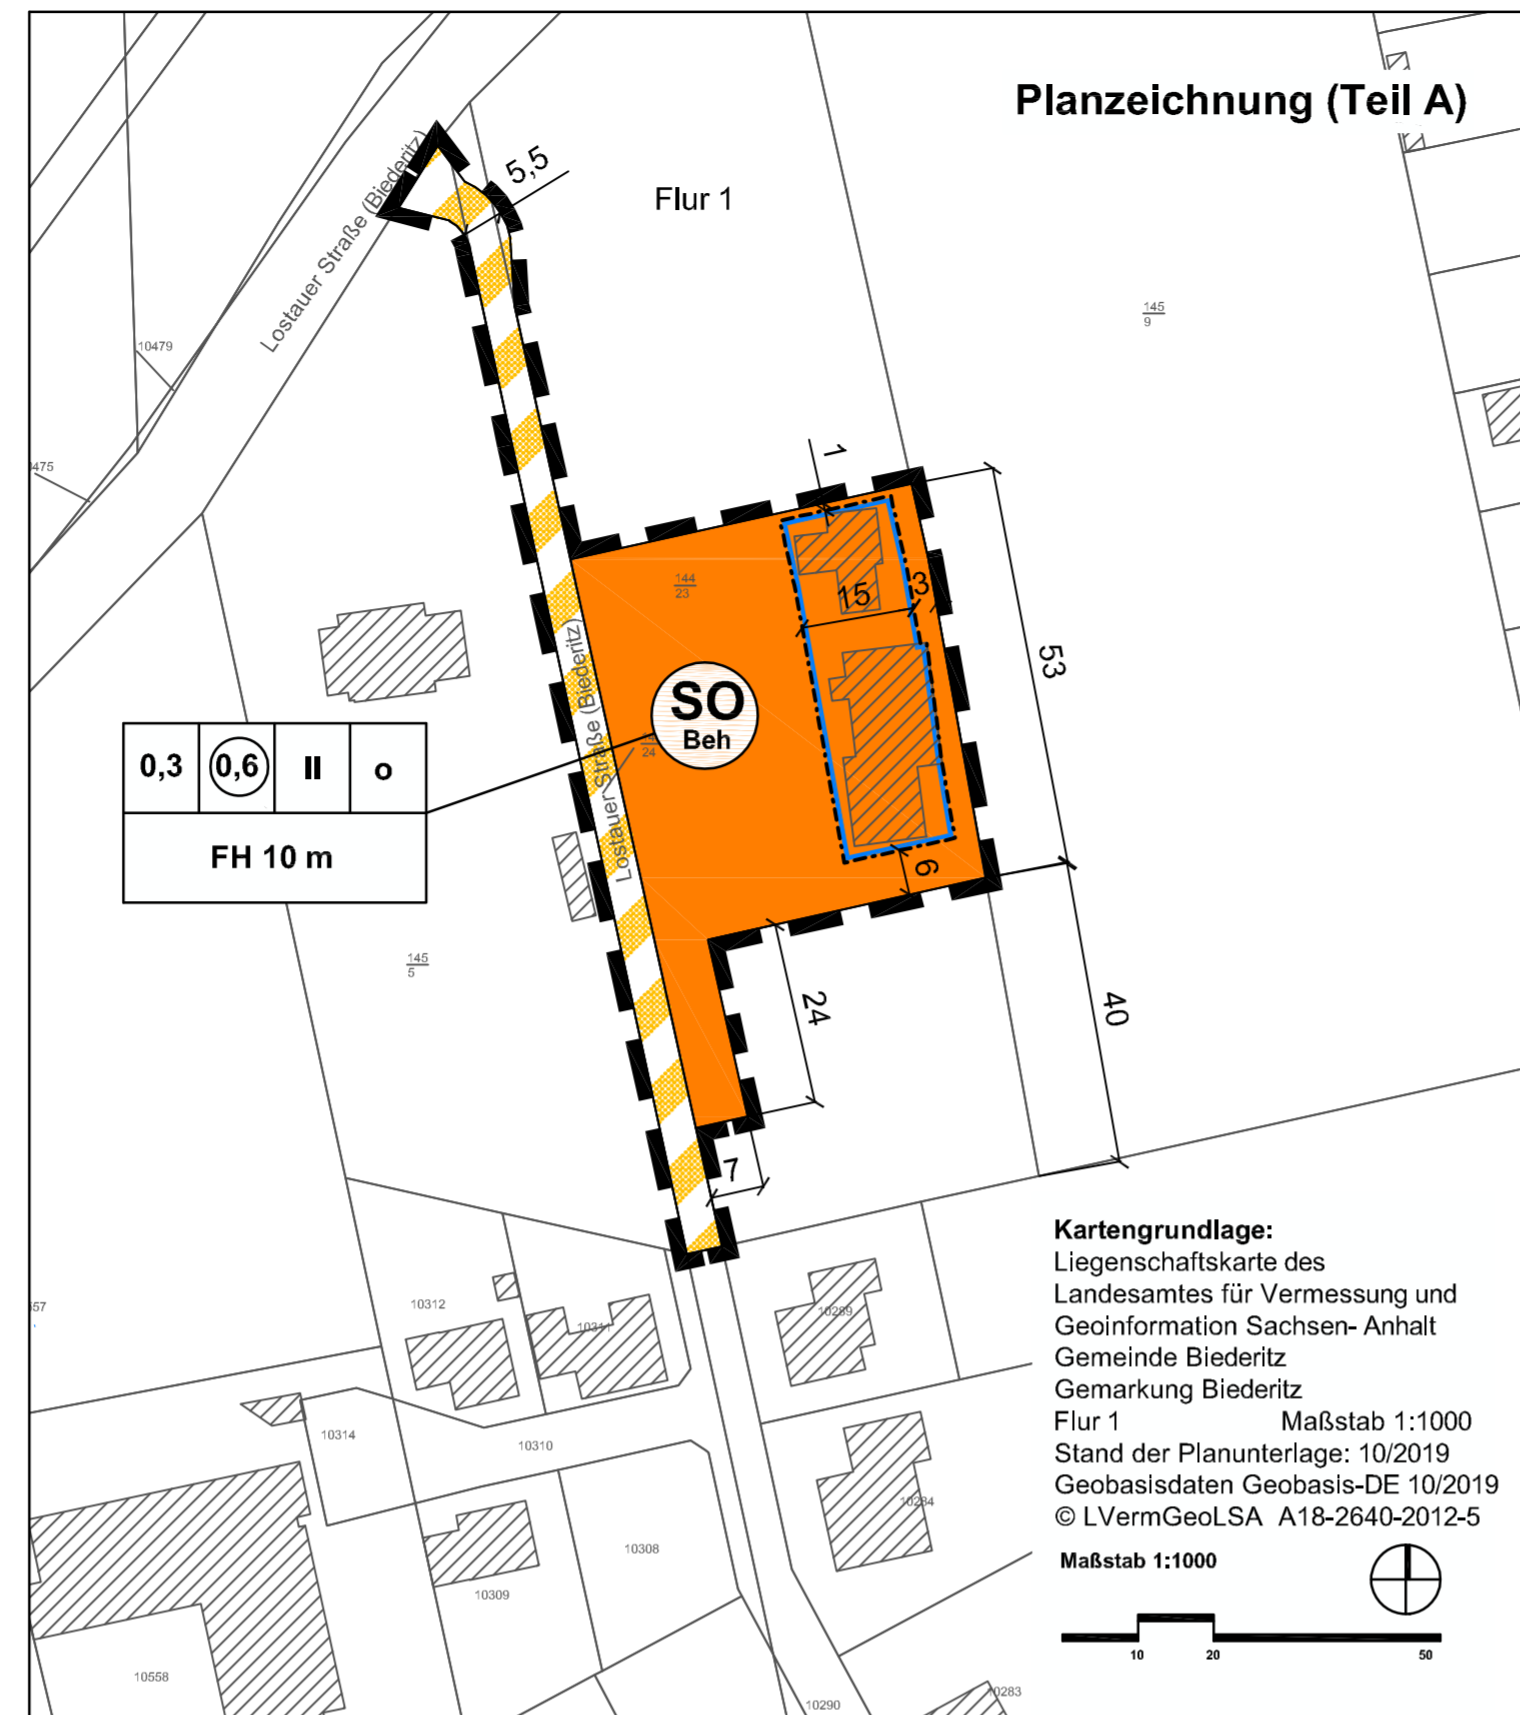 Planzeichnung (Teil A)
5,5
Flur 1
Lostauer Straße (Biederitz)
145
9
10479
475
1
144
23
15
3
53
SO
Beh
24
Lostauer Straße (Biederitz)
0,3 0,6 II o
FH 10 m
6
145
5
24
40
7
Kartengrundlage:
Liegenschaftskarte des
Landesamtes für Vermessung und
Geoinformation Sachsen- Anhalt
Gemeinde Biederitz
Gemarkung Biederitz
Flur 1 Maßstab 1:1000
Stand der Planunterlage: 10/2019
Geobasisdaten Geobasis-DE 10/2019
© LVermGeoLSA A18-2640-2012-5
Maßstab 1:1000
10 20 50
557
10312
10311
10289
10314
10310
10284
10308
10309
10558
10290
10283